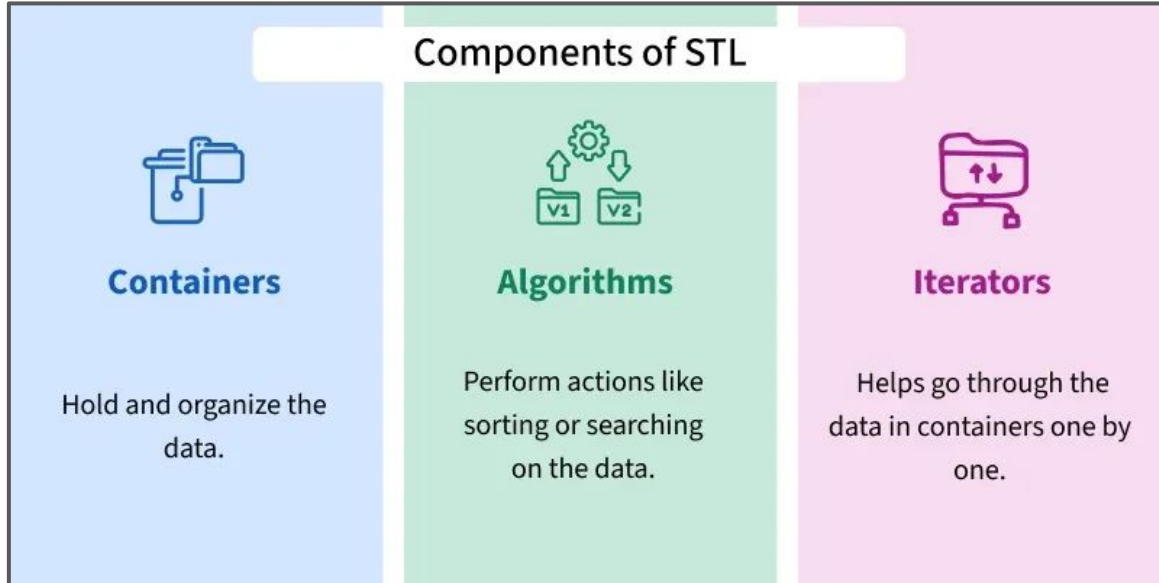 Components of STL
V1 V2
Containers
Hold and organize the
data.
Algorithms
Perform actions like
sorting or searching
on the data.
Iterators
Helps go through the
data in containers one by
one.